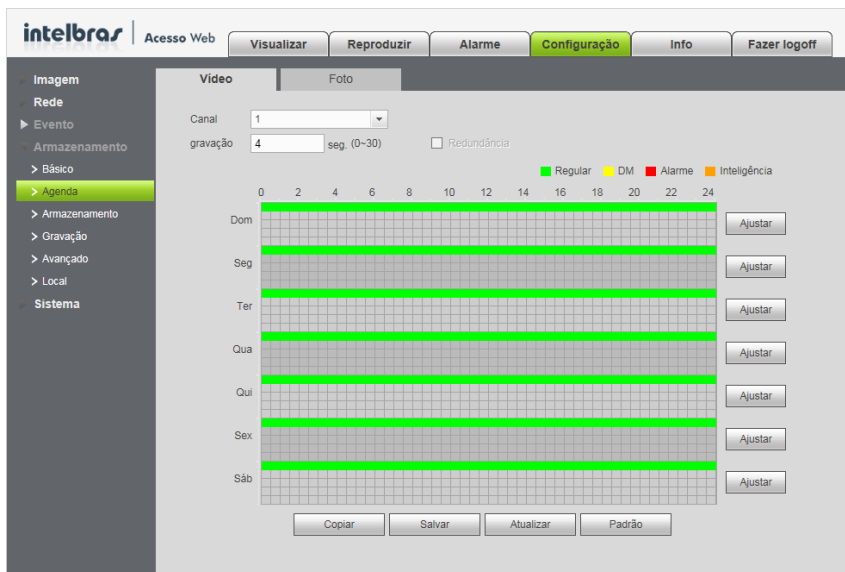 intelbras Acesso Web Visualizar Reproduzir Alarme Configuração Info Fazer logoff
Imagem
Rede
Evento
Armazenamento
Básico
Agenda
Armazenamento
Gravação
Avançado
Local
Sistema
Vídeo Foto
Canal 1
gravação 4 seg. (0~30) Redundância
Regular DM Alarme Inteligência
0 2 4 6 8 10 12 14 16 18 20 22 24
Dom Ajustar
Seg Ajustar
Ter Ajustar
Qua Ajustar
Qui Ajustar
Sex Ajustar
Sáb Ajustar
Copiar Salvar Atualizar Padrão